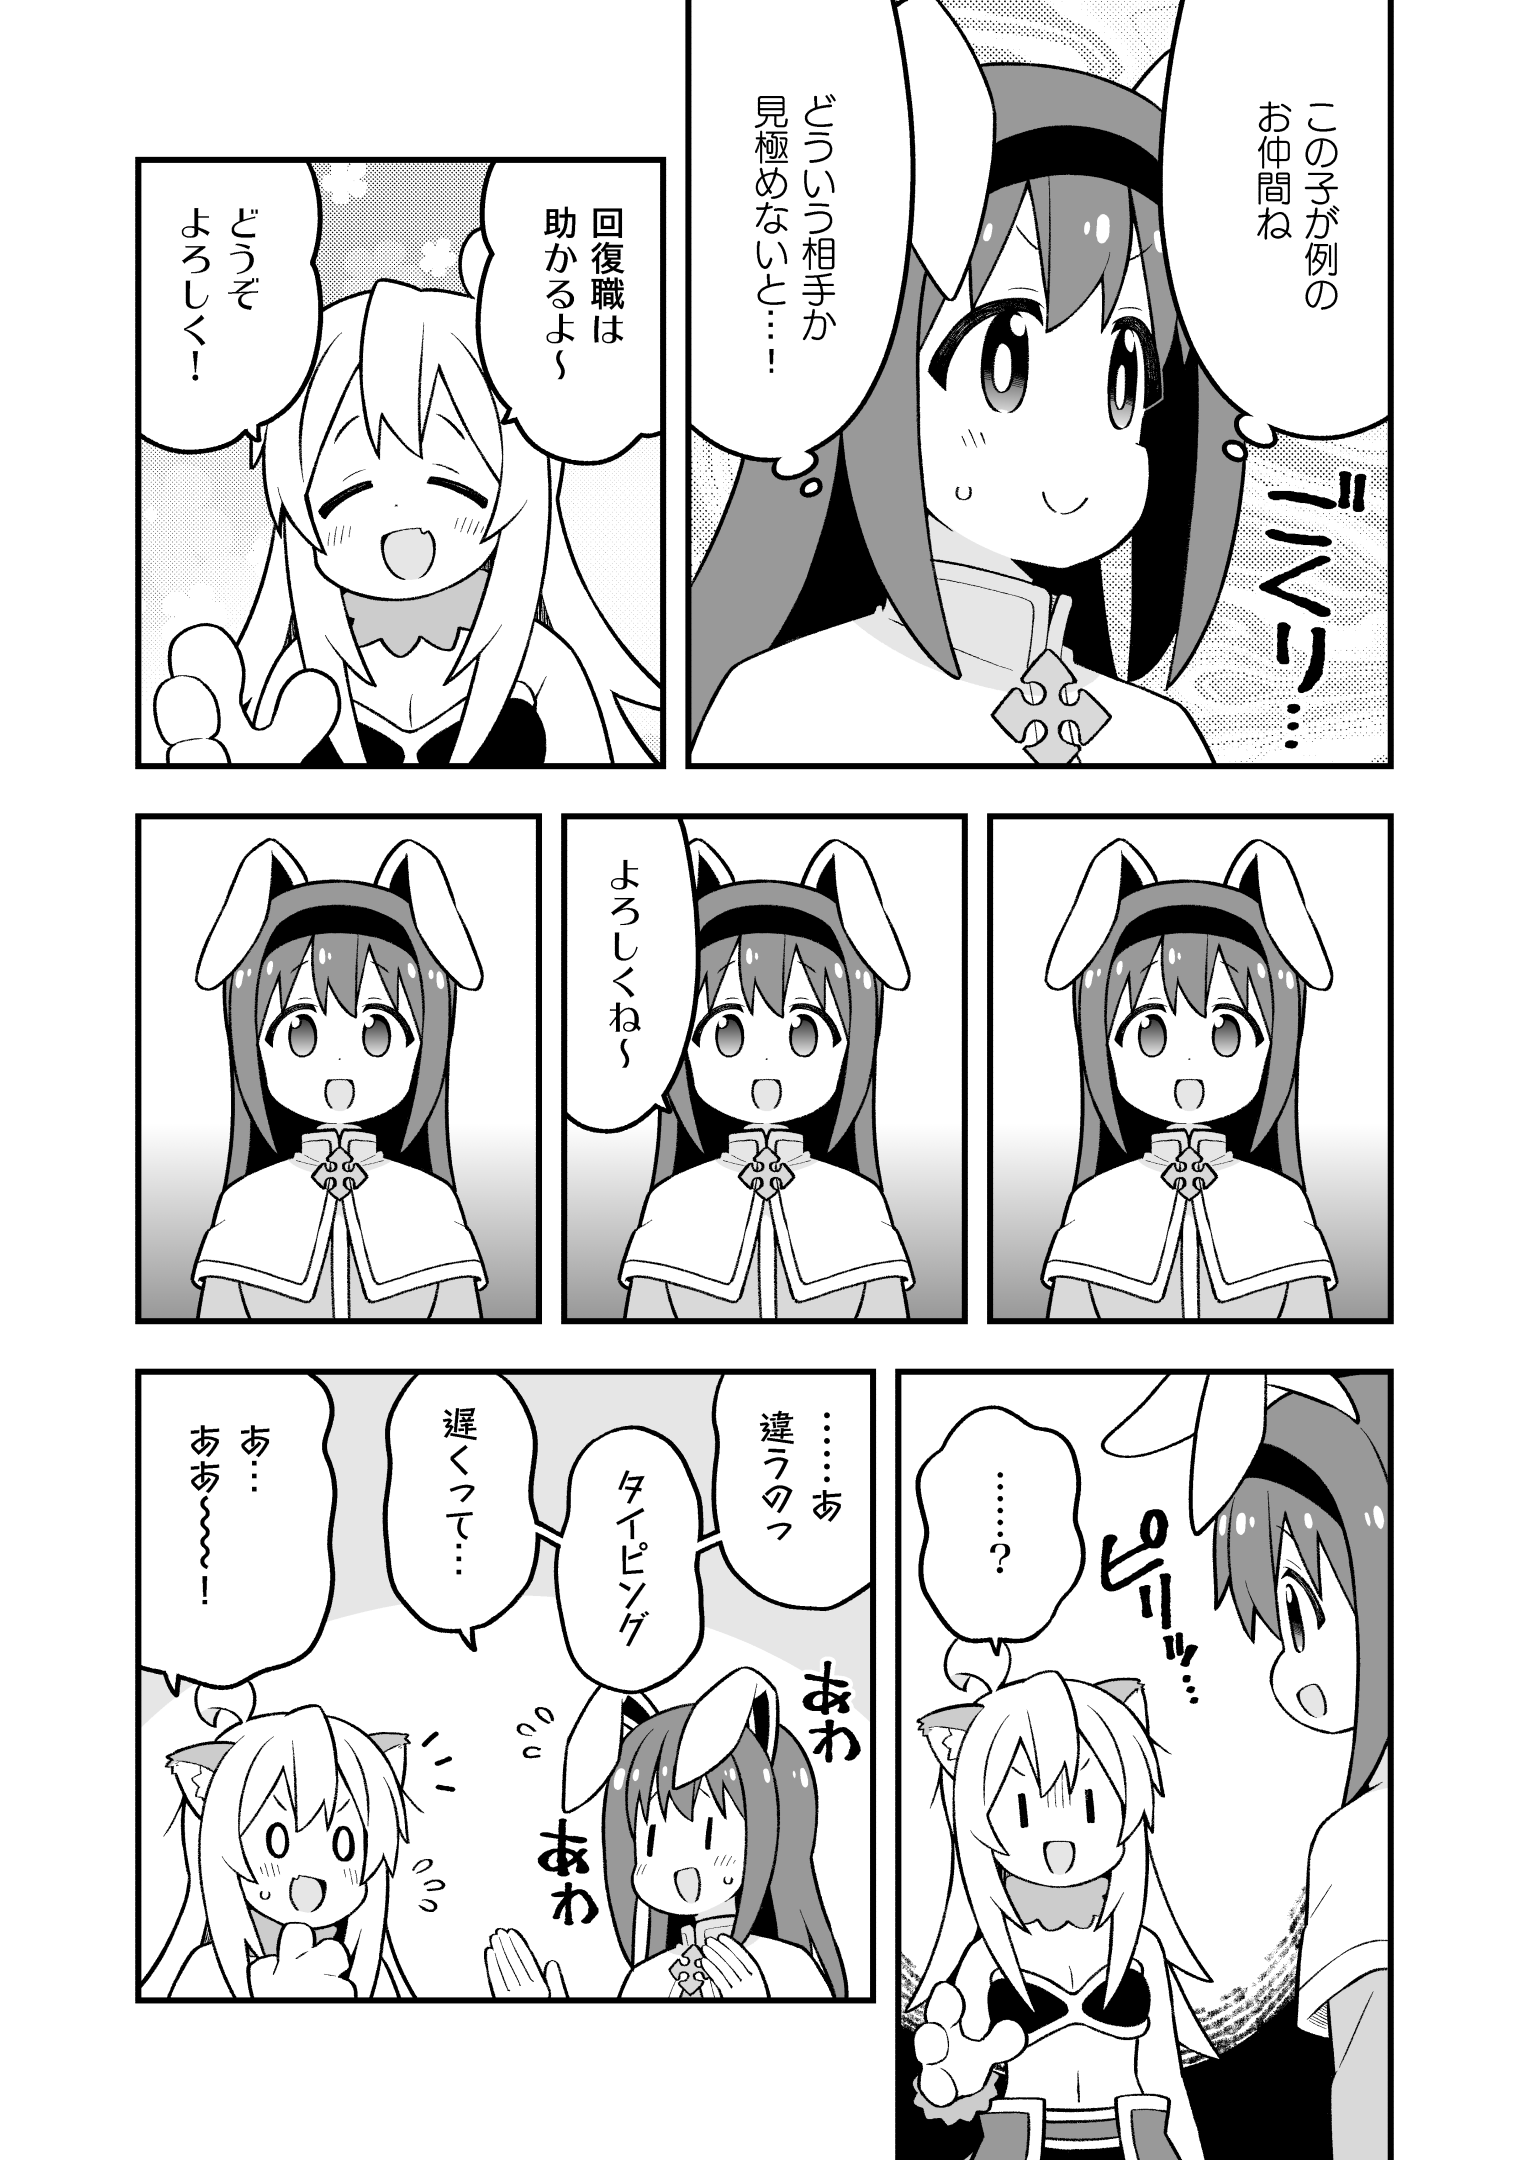 この子が例の
お仲間ね
どういう相手か
見極めないと…！
ごくり…
回復職は
助かるよ〜
どうぞ
よろしく！
よろしくね〜
………？
ピリッ…
……あ
違うのっ
タイピング
遅くって…
あわ
あわ
あ…
ああ〜〜〜！